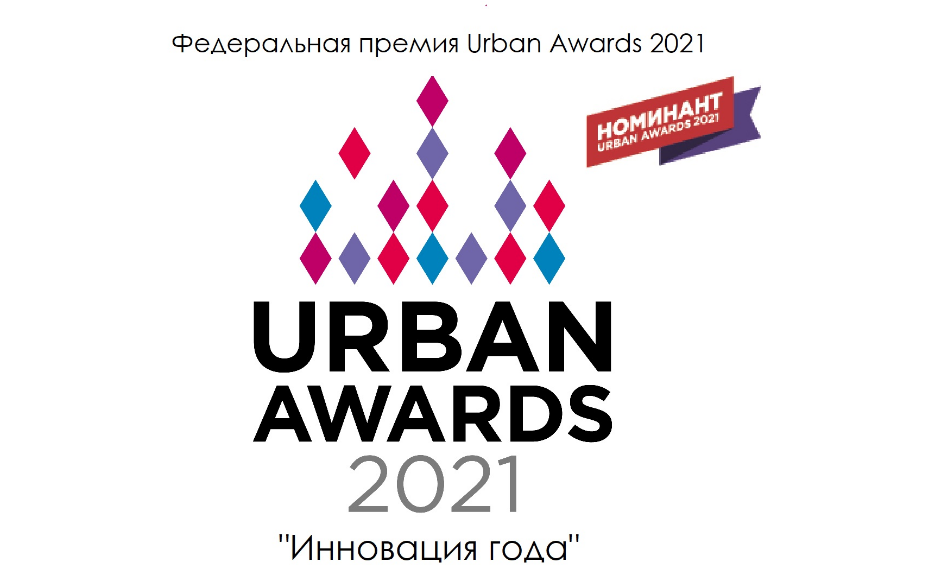 Федеральная премия Urban Awards 2021
НОМИНАНТ
URBAN AWARDS 2021
URBAN
AWARDS
2021
"Инновация года"